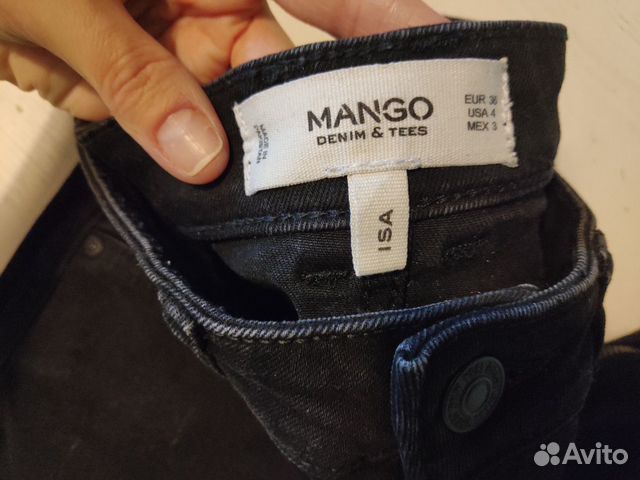 MANGO
DENIM & TEES
EUR 36
USA 4
MEX 3
ISA
Avito